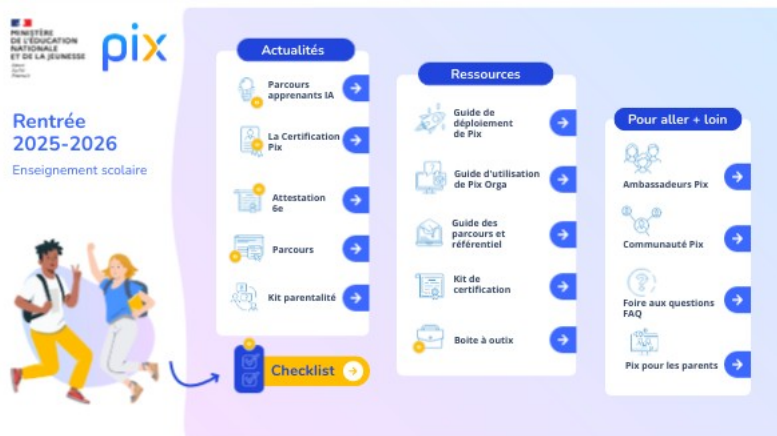 MINISTÈRE
DE L'ÉDUCATION
NATIONALE
ET DE LA JEUNESSE
pix
Rentrée
2025-2026
Enseignement scolaire
Actualités
Parcours
apprenants IA
La Certification
Pix
Attestation
6e
Parcours
Kit parentalité
Checklist
Ressources
Guide de
déploiement
de Pix
Guide d'utilisation
de Pix Orga
Guide des
parcours et
référentiel
Kit de
certification
Boite à outix
Pour aller + loin
Ambassadeurs Pix
Communauté Pix
Foire aux questions
FAQ
Pix pour les parents